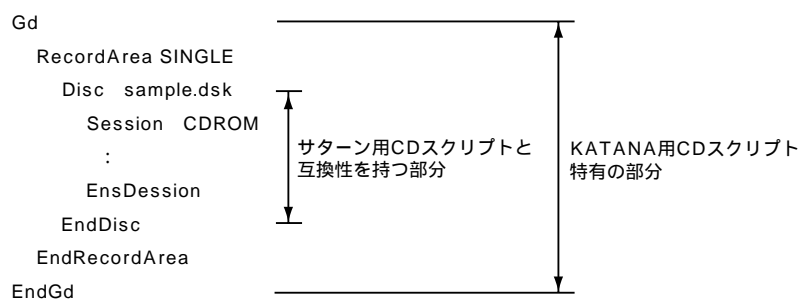 Gd
RecordArea SINGLE
Disc sample.dsk
Session CDROM
:
EnsDession
EndDisc
EndRecordArea
EndGd
サターン用CDスクリプトと
互換性を持つ部分
KATANA用CDスクリプト
特有の部分